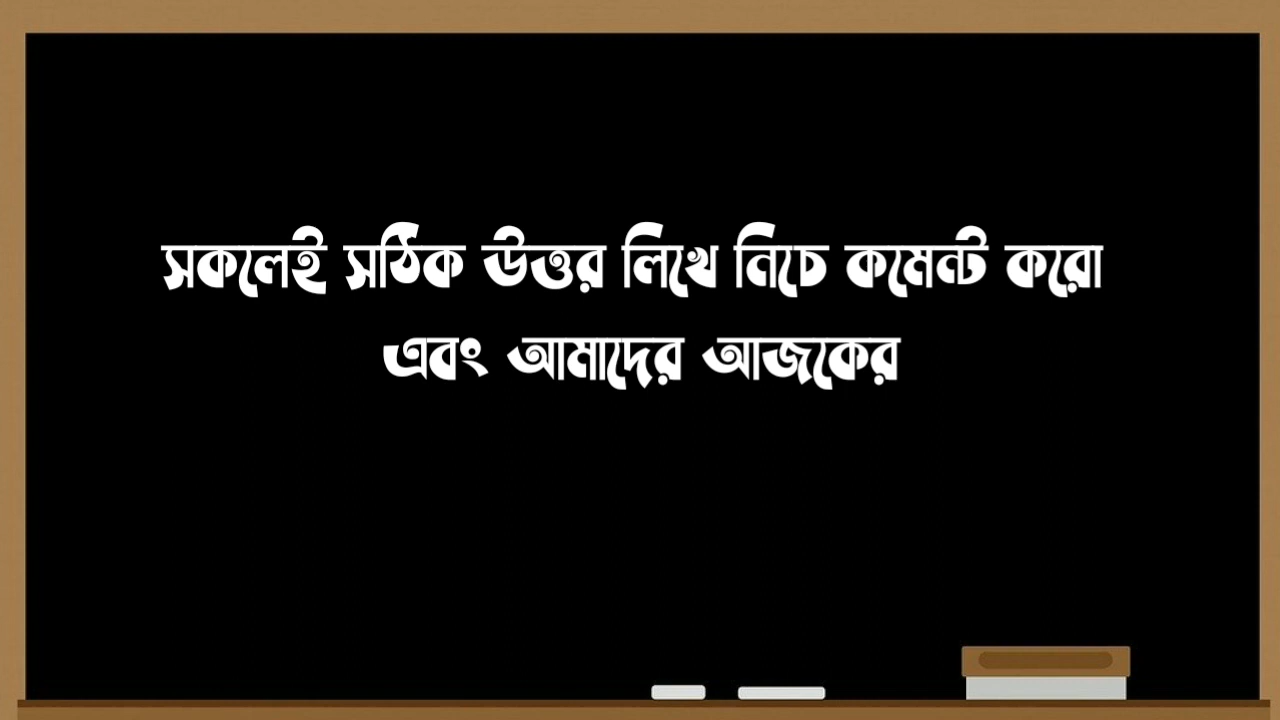 সকলেই সঠিক উত্তর লিখে নিচে কমেন্ট করো
এবং আমাদের আজকের